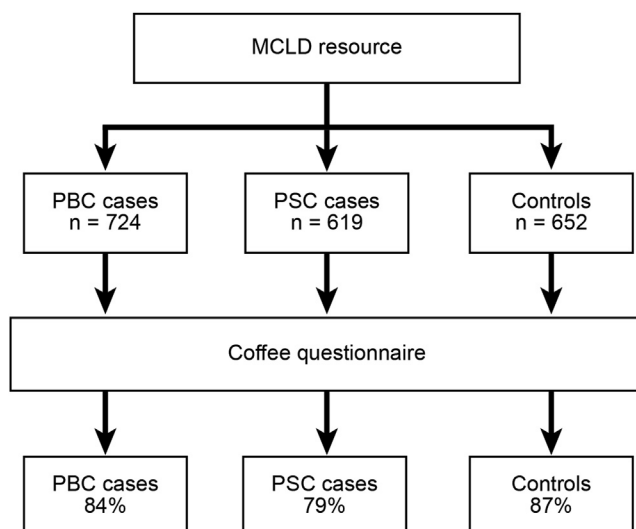 MCLD resource
PBC cases
n = 724
PSC cases
n = 619
Controls
n = 652
Coffee questionnaire
PBC cases
84%
PSC cases
79%
Controls
87%